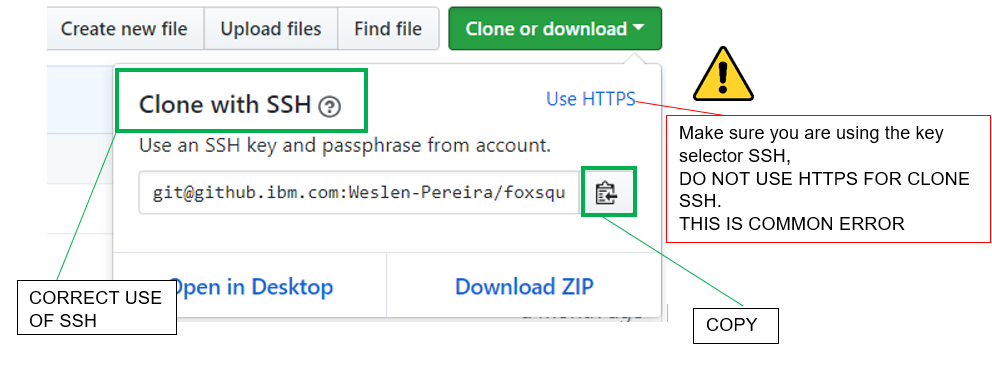 Create new file
Upload files
Find file
Clone or download
Clone with SSH
Use HTTPS
Use an SSH key and passphrase from account.
git@github.ibm.com:Weslen-Pereira/foxsqu
Open in Desktop
Download ZIP
Make sure you are using the key
selector SSH,
DO NOT USE HTTPS FOR CLONE
SSH.
THIS IS COMMON ERROR
CORRECT USE
OF SSH
COPY